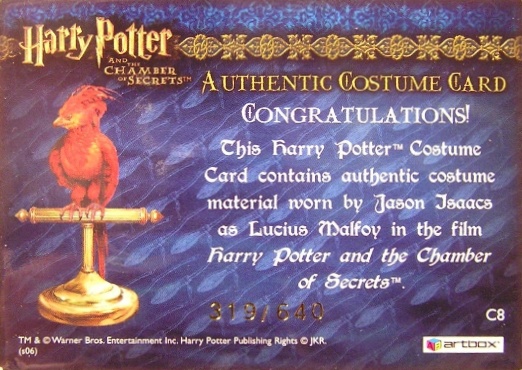 Harry Potter
AND THE
CHAMBER
OF SECRETS™
AUTHENTIC COSTUME CARD
CONGRATULATIONS!
This Harry Potter™ Costume
Card contains authentic costume
material worn by Jason Isaacs
as Lucius Malfoy in the film
Harry Potter and the Chamber
of Secrets™.
319/640
C8
TM & © Warner Bros. Entertainment Inc. Harry Potter Publishing Rights © JKR.
(s06)
artbox